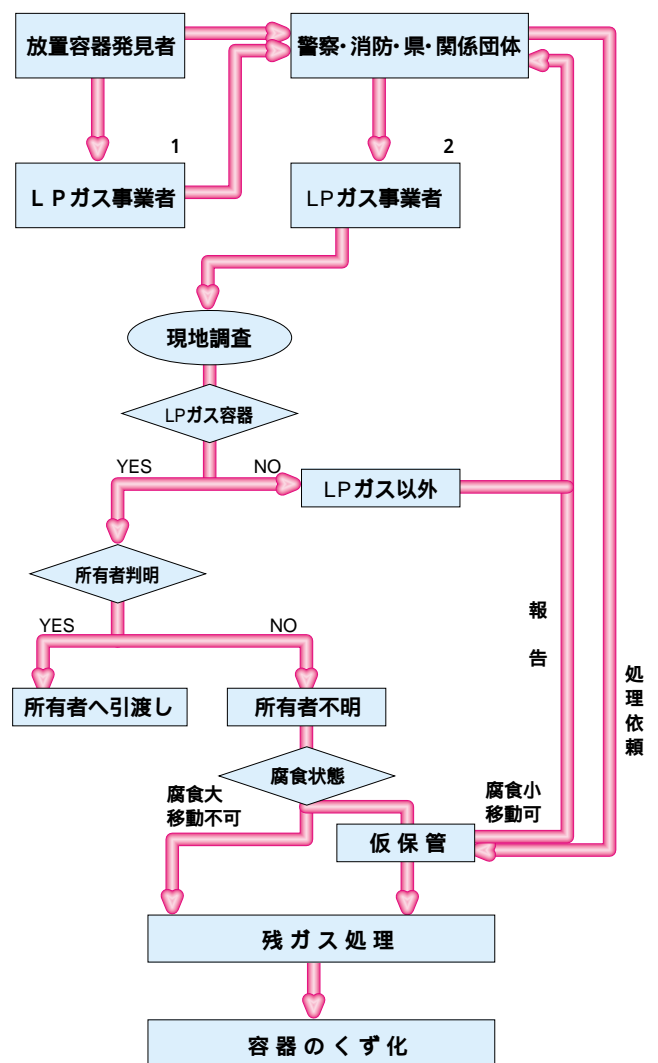 放置容器発見者
警察・消防・県・関係団体
1
2
ＬＰガス事業者
LPガス事業者
現地調査
LPガス容器
YES
NO
LPガス以外
所有者判明
YES
NO
報告
処理依頼
所有者へ引渡し
所有者不明
腐食状態
腐食大
移動不可
腐食小
移動可
仮保管
残ガス処理
容器のくず化